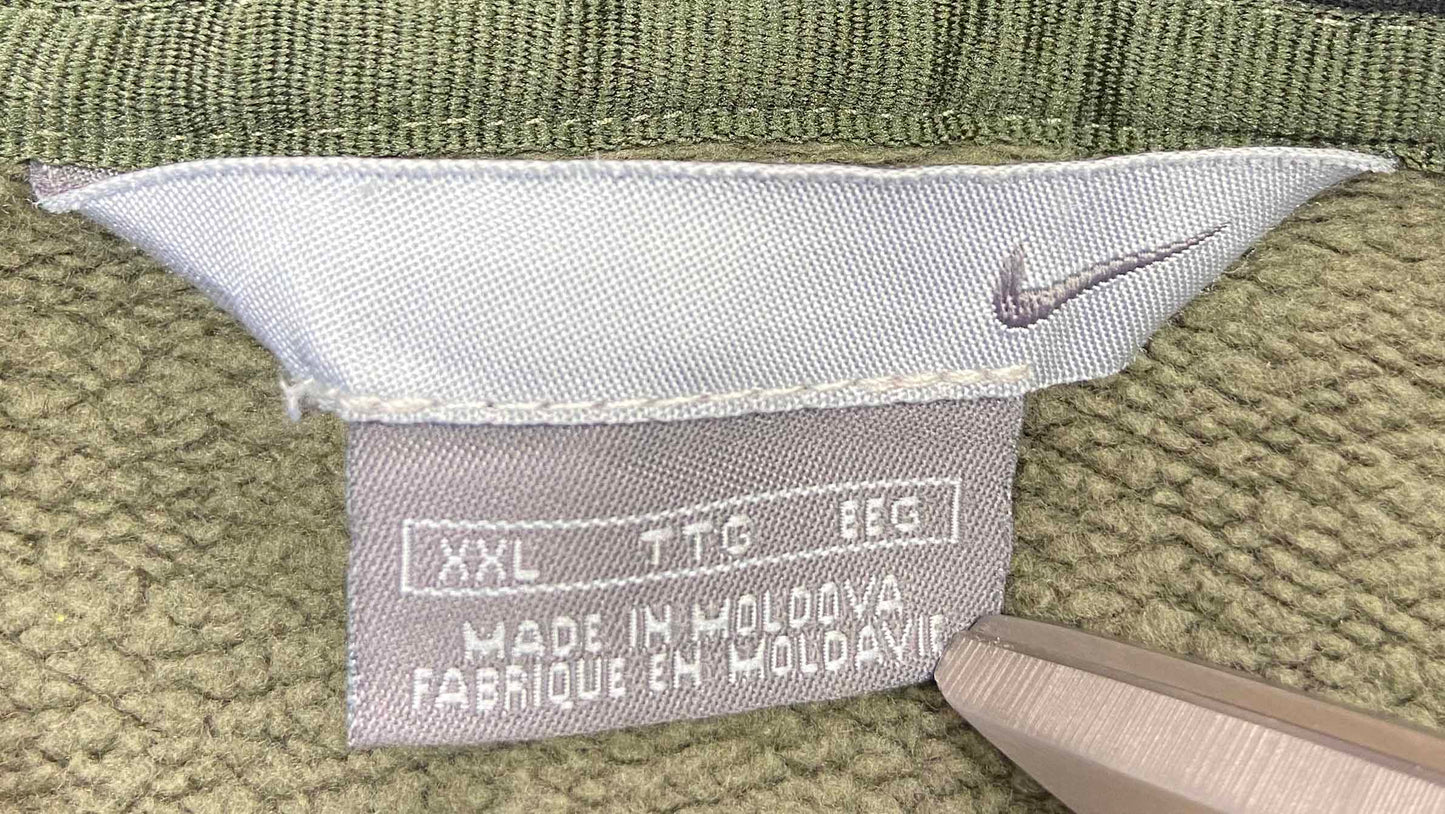 XXL TTG EEG
MADE IN MOLDOVA
FABRIQUE EN MOLDAVIE